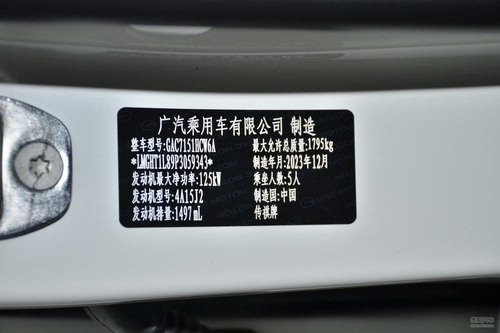 广汽乘用车有限公司 制造
整车型号:GAC7151HCW6A 最大允许总质量:1795kg
*LMGHT1L89P3059343* 制造年月:2023年12月
发动机最大净功率:125kW 乘坐人数:5人
发动机型号:4A15J2 制造国:中国
发动机排量:1497mL 传祺牌